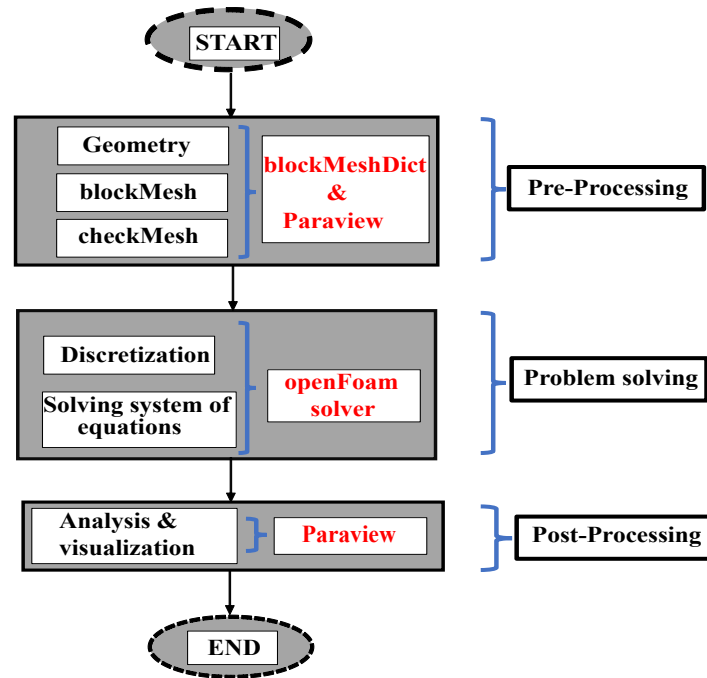 START
Geometry
blockMesh
checkMesh
blockMeshDict
&
Paraview
Pre-Processing
Discretization
Solving system of
equations
openFoam
solver
Problem solving
Analysis &
visualization
Paraview
Post-Processing
END